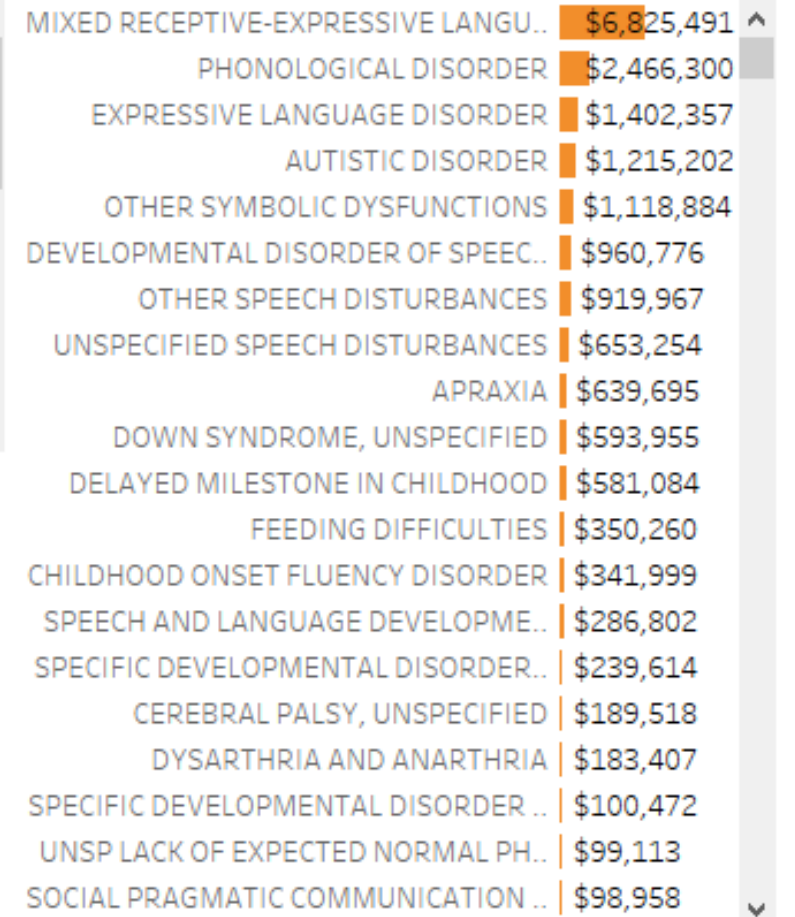 MIXED RECEPTIVE-EXPRESSIVE LANGU.. $6,825,491
PHONOLOGICAL DISORDER $2,466,300
EXPRESSIVE LANGUAGE DISORDER $1,402,357
AUTISTIC DISORDER $1,215,202
OTHER SYMBOLIC DYSFUNCTIONS $1,118,884
DEVELOPMENTAL DISORDER OF SPEEC.. $960,776
OTHER SPEECH DISTURBANCES $919,967
UNSPECIFIED SPEECH DISTURBANCES $653,254
APRAXIA $639,695
DOWN SYNDROME, UNSPECIFIED $593,955
DELAYED MILESTONE IN CHILDHOOD $581,084
FEEDING DIFFICULTIES $350,260
CHILDHOOD ONSET FLUENCY DISORDER $341,999
SPEECH AND LANGUAGE DEVELOPME.. $286,802
SPECIFIC DEVELOPMENTAL DISORDER.. $239,614
CEREBRAL PALSY, UNSPECIFIED $189,518
DYSARTHRIA AND ANARTHRIA $183,407
SPECIFIC DEVELOPMENTAL DISORDER .. $100,472
UNSP LACK OF EXPECTED NORMAL PH.. $99,113
SOCIAL PRAGMATIC COMMUNICATION .. $98,958